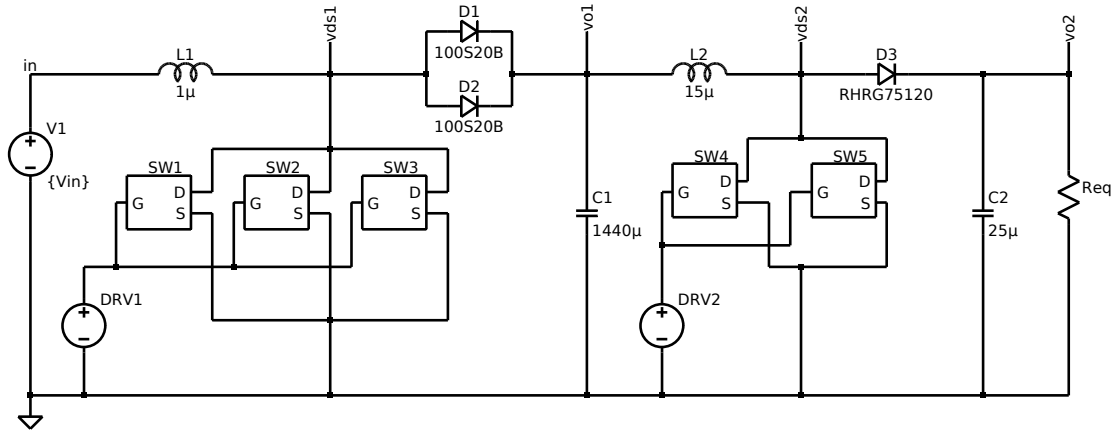 vds1
D1
100S20B
vo1
vds2
vo2
in
L1
1µ
D2
100S20B
L2
15µ
D3
RHRG75120
V1
{Vin}
SW1
G
D
S
SW2
G
D
S
SW3
G
D
S
C1
1440µ
SW4
G
D
S
SW5
G
D
S
C2
25µ
Req
DRV1
DRV2